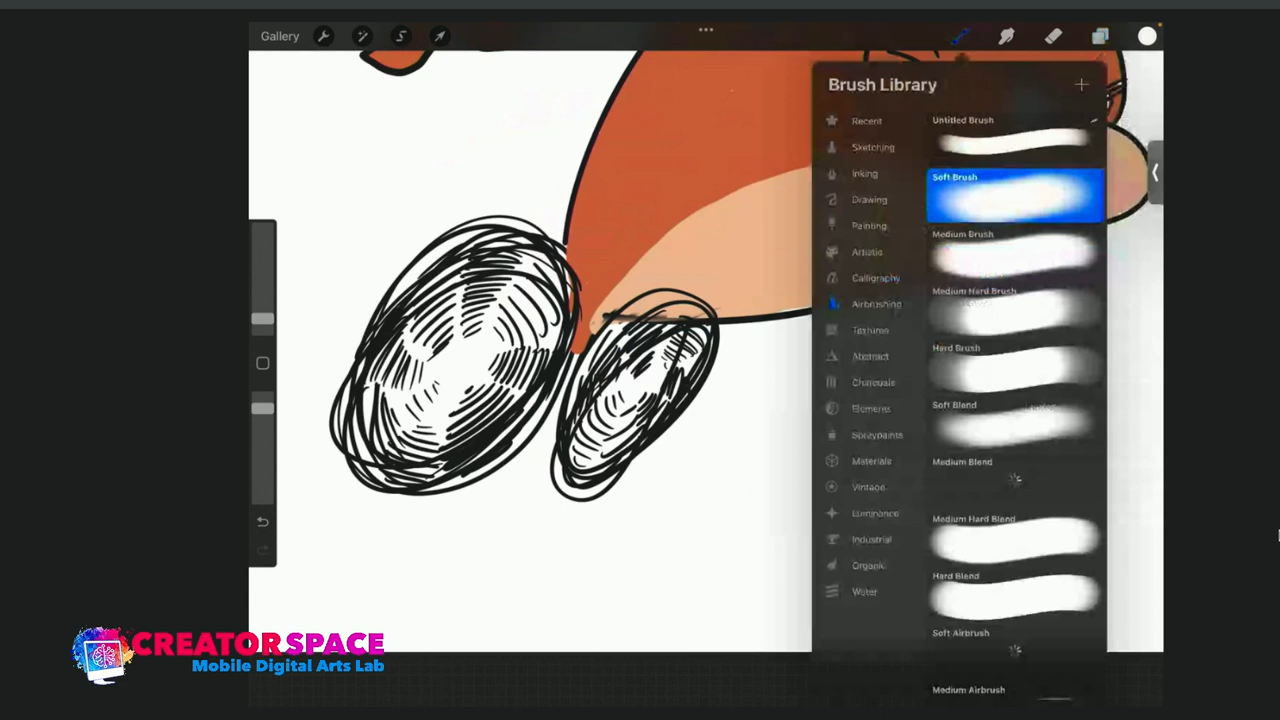 Gallery
Brush Library
Recent
Sketching
Inking
Drawing
Painting
Artistic
Calligraphy
Airbrushing
Textures
Abstract
Charcoals
Elements
Spraypaints
Materials
Vintage
Luminance
Industrial
Organic
Water
Untitled Brush
Soft Brush
Medium Brush
Medium Hard Brush
Hard Brush
Soft Blend
Medium Blend
Medium Hard Blend
Hard Blend
Soft Airbrush
Medium Airbrush
CREATORSPACE
Mobile Digital Arts Lab